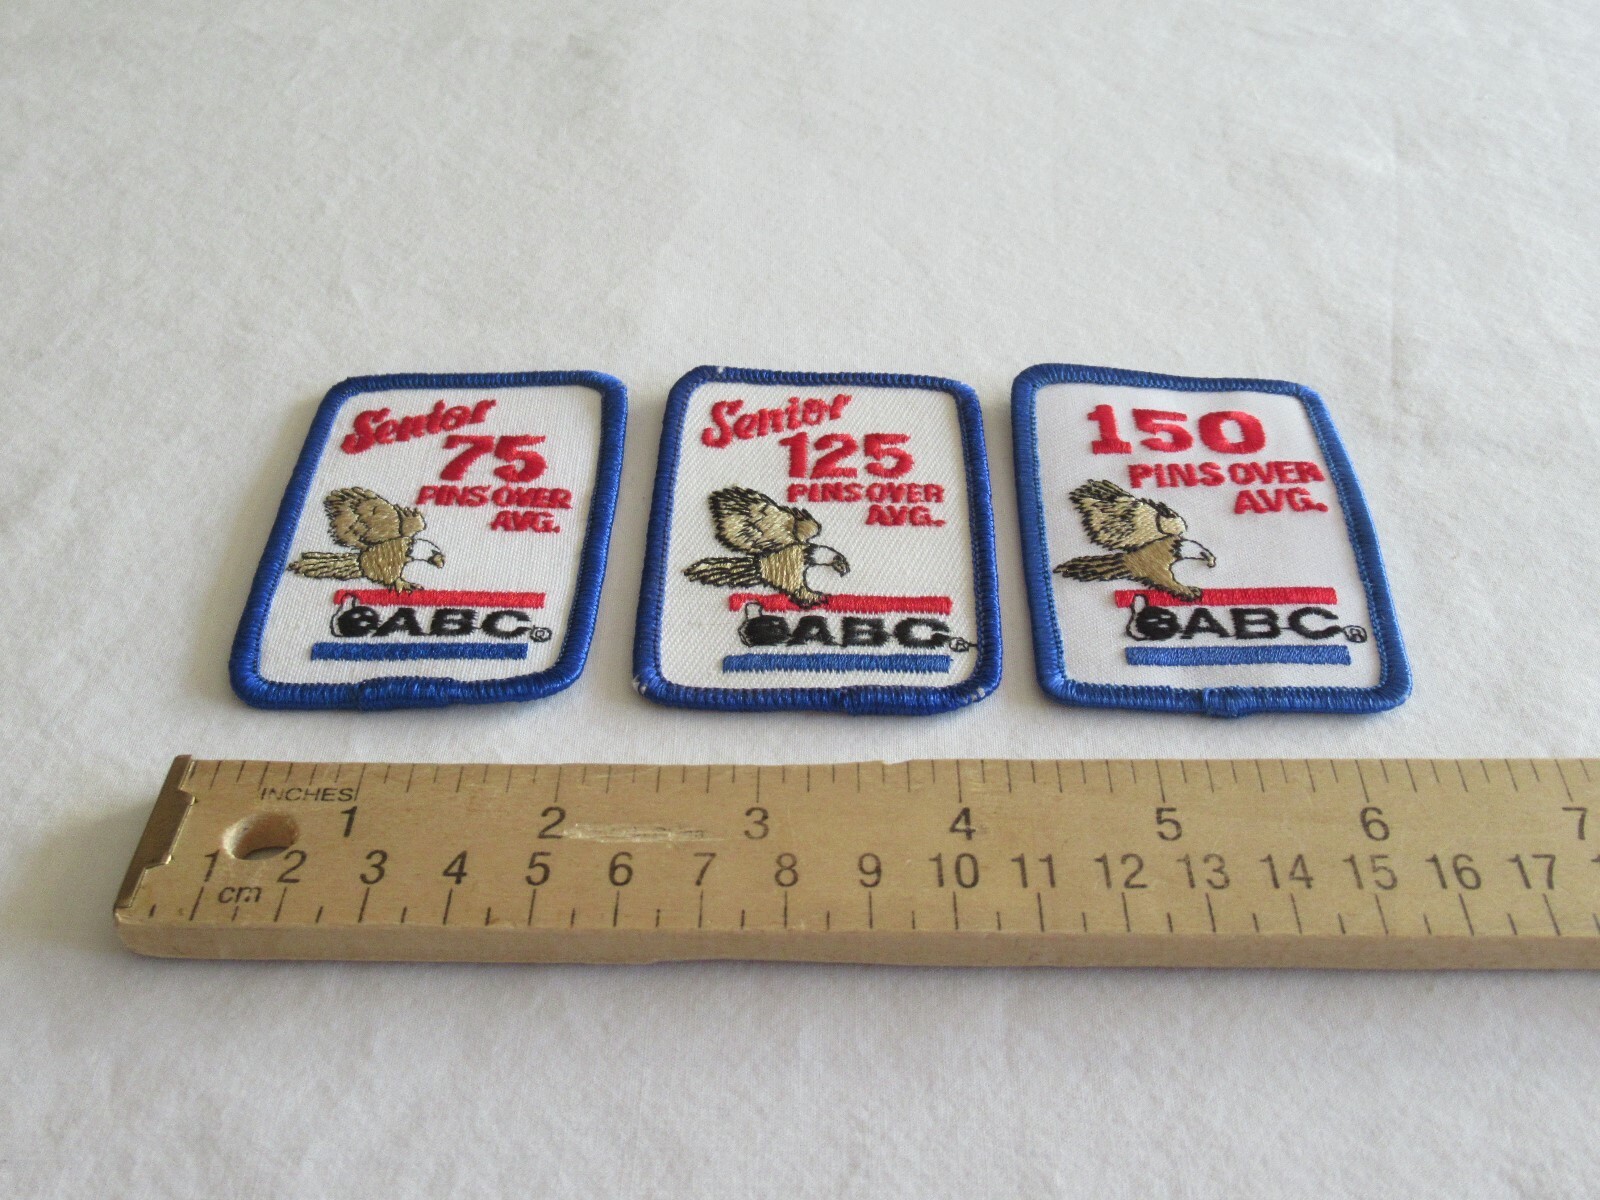 Senior
75
PINS OVER
AVG.
ABC®
Senior
125
PINS OVER
AVG.
ABC®
150
PINS OVER
AVG.
ABC®
INCHES
1 2 3 4 5 6 7
1 2 3 4 5 6 7 8 9 10 11 12 13 14 15 16 17
cm